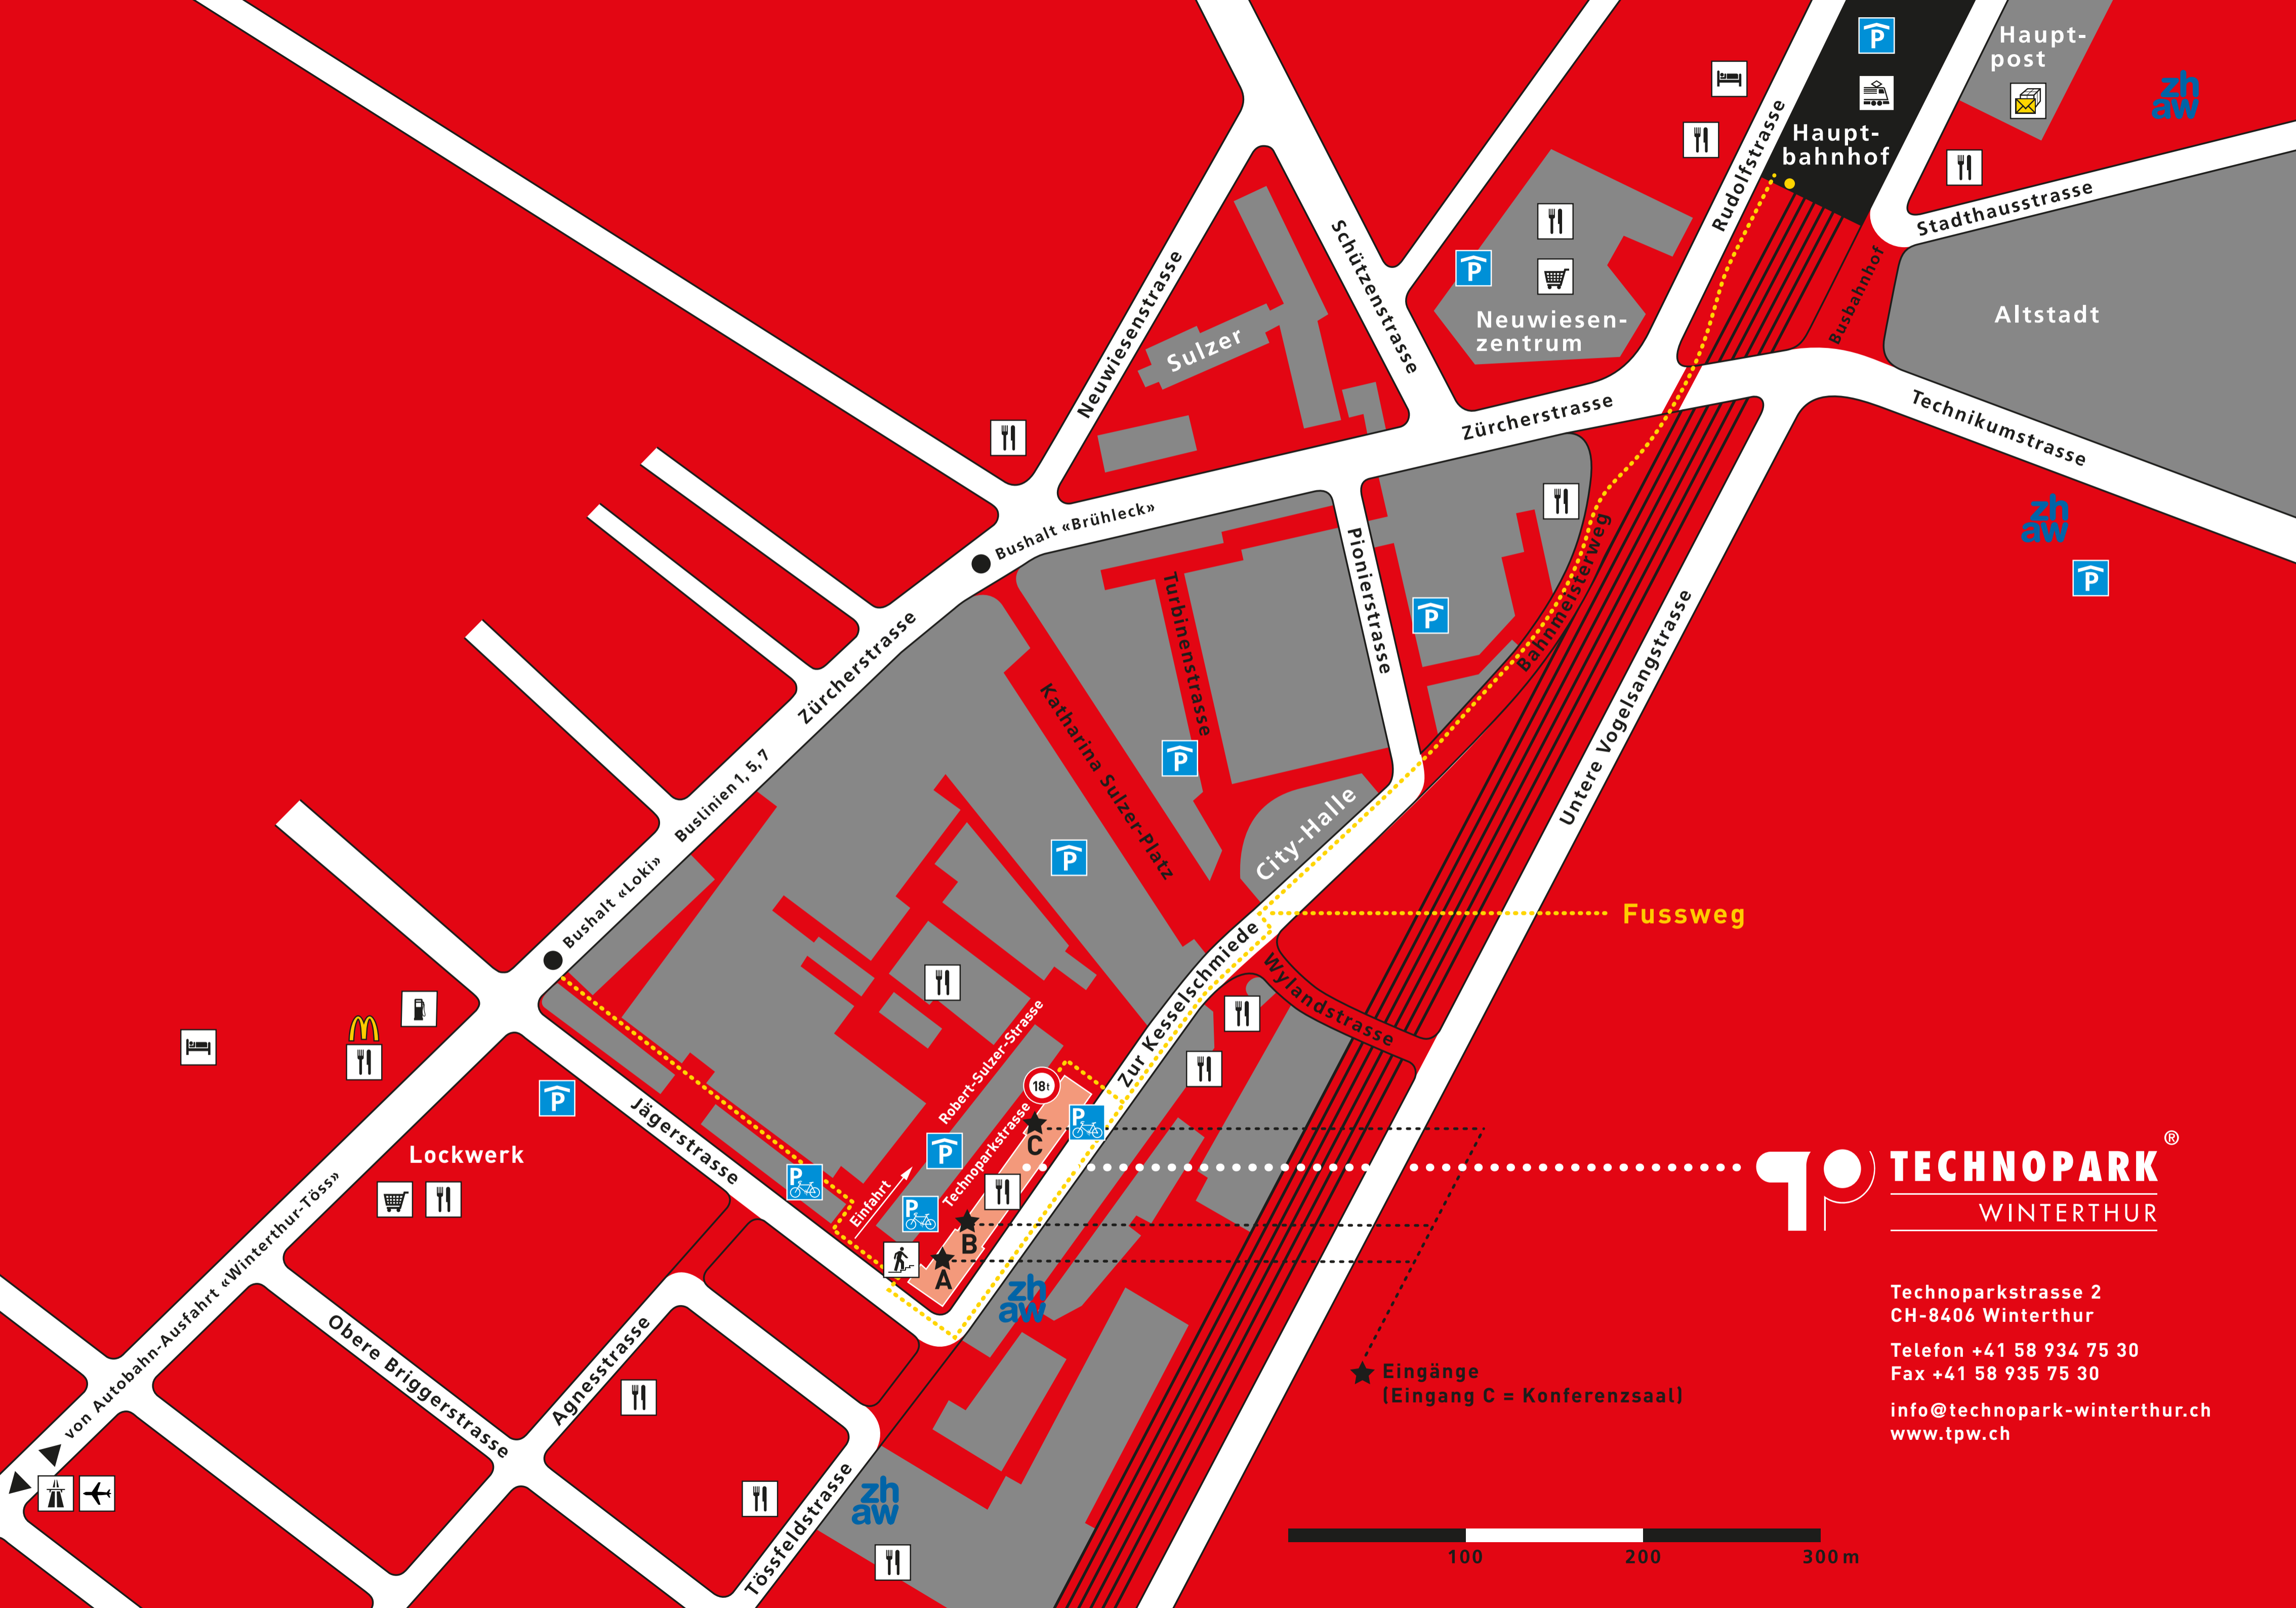 P
Haupt-
post
zh
aw
Haupt-
bahnhof
Rudolfstrasse
Stadthausstrasse
Busbahnhof
Altstadt
Neuwiesenstrasse
Schützenstrasse
Sulzer
P
Neuwiesen-
zentrum
Zürcherstrasse
Technikumstrasse
zh
aw
P
Bushalt «Brühleck»
Pionierstrasse
Turbinenstrasse
P
Bahnmeisterweg
Untere Vogelsangstrasse
Zürcherstrasse
Katharina Sulzer-Platz
P
Buslinien 1, 5, 7
P
City-Halle
Bushalt «Loki»
Fussweg
Zur Kesselschmiede
Wylandstrasse
P
Jägerstrasse
Robert-Sulzer-Strasse
18t
Technoparkstrasse
C
P
P
P
Einfahrt
P
B
A
Lockwerk
von Autobahn-Ausfahrt «Winterthur-Töss»
Obere Briggerstrasse
Agnesstrasse
Tössfeldstrasse
zh
aw
zh
aw
TECHNOPARK®
WINTERTHUR
Technoparkstrasse 2
CH-8406 Winterthur
Telefon +41 58 934 75 30
Fax +41 58 935 75 30
info@technopark-winterthur.ch
www.tpw.ch
Eingänge
(Eingang C = Konferenzsaal)
100 200 300 m